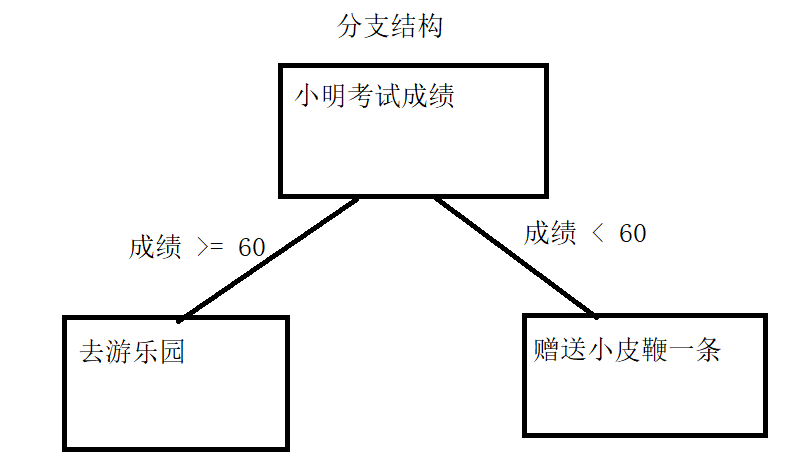 分支结构
小明考试成绩
成绩 >= 60
成绩 < 60
去游乐园
赠送小皮鞭一条